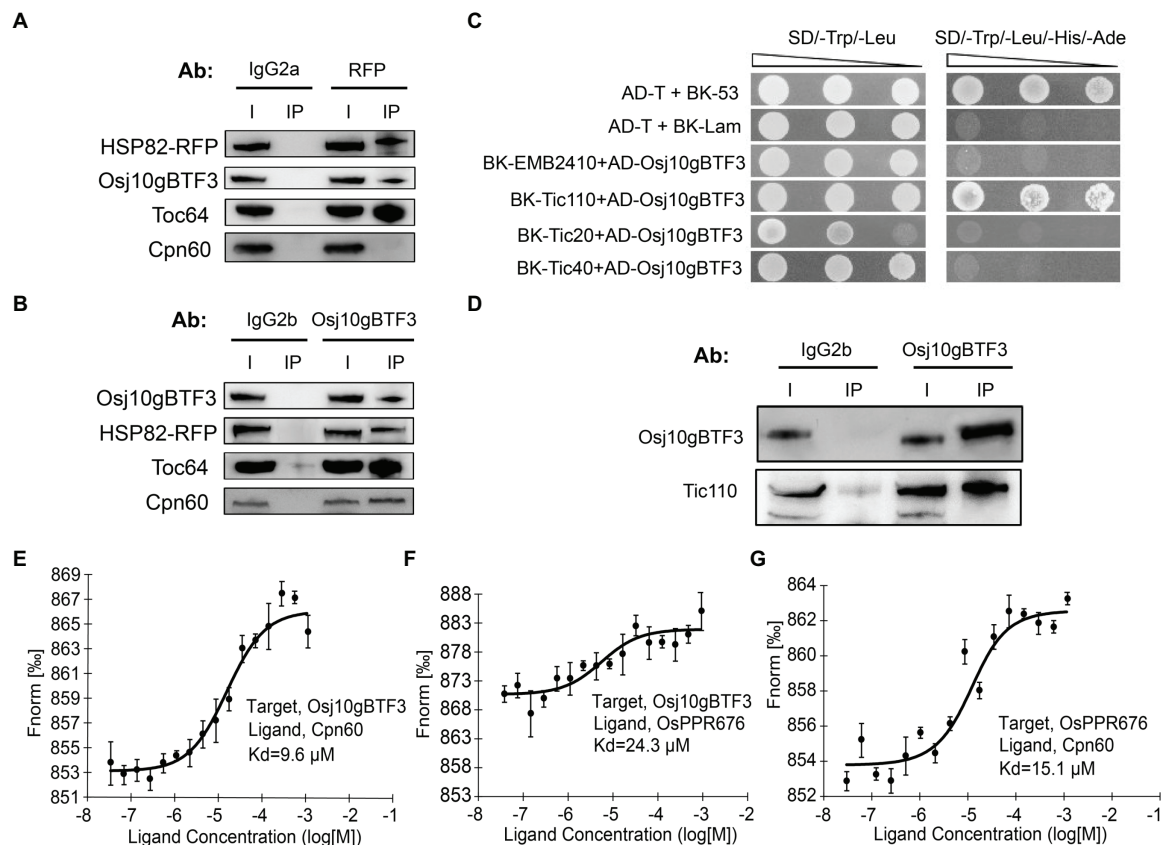 A
Ab: IgG2a RFP
I IP I IP
HSP82-RFP
Osj10gBTF3
Toc64
Cpn60
B
Ab: IgG2b Osj10gBTF3
I IP I IP
Osj10gBTF3
HSP82-RFP
Toc64
Cpn60
C
SD/-Trp/-Leu SD/-Trp/-Leu/-His/-Ade
AD-T + BK-53
AD-T + BK-Lam
BK-EMB2410+AD-Osj10gBTF3
BK-Tic110+AD-Osj10gBTF3
BK-Tic20+AD-Osj10gBTF3
BK-Tic40+AD-Osj10gBTF3
D
Ab: IgG2b Osj10gBTF3
I IP I IP
Osj10gBTF3
Tic110
E
Fnorm [‰]
869
867
865
863
861
859
857
855
853
851
Target, Osj10gBTF3
Ligand, Cpn60
Kd=9.6 µM
-8 -7 -6 -5 -4 -3 -2 -1
Ligand Concentration (log[M])
F
Fnorm [‰]
888
883
878
873
868
863
858
853
Target, Osj10gBTF3
Ligand, OsPPR676
Kd=24.3 µM
-8 -7 -6 -5 -4 -3 -2 -1
Ligand Concentration (log[M])
G
Fnorm [‰]
864
862
860
858
856
854
852
Target, OsPPR676
Ligand, Cpn60
Kd=15.1 µM
-8 -7 -6 -5 -4 -3 -2 -1
Ligand Concentration (log[M])